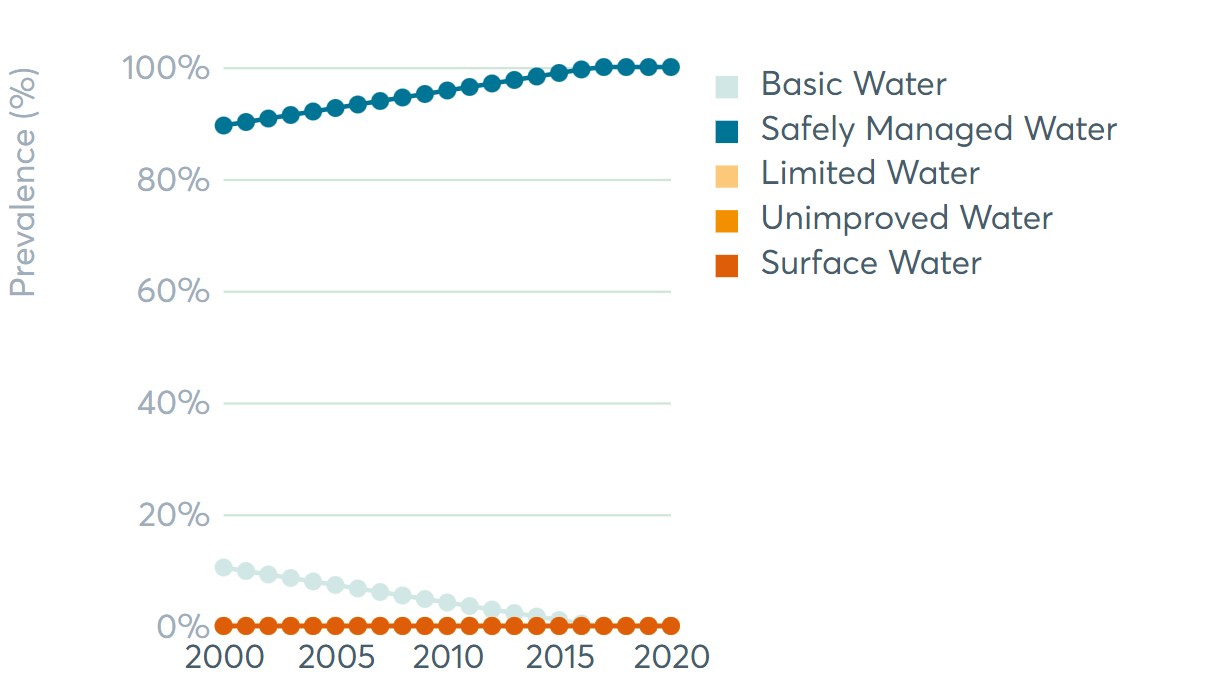 Prevalence (%)
100%
80%
60%
40%
20%
0%
2000 2005 2010 2015 2020
Basic Water
Safely Managed Water
Limited Water
Unimproved Water
Surface Water